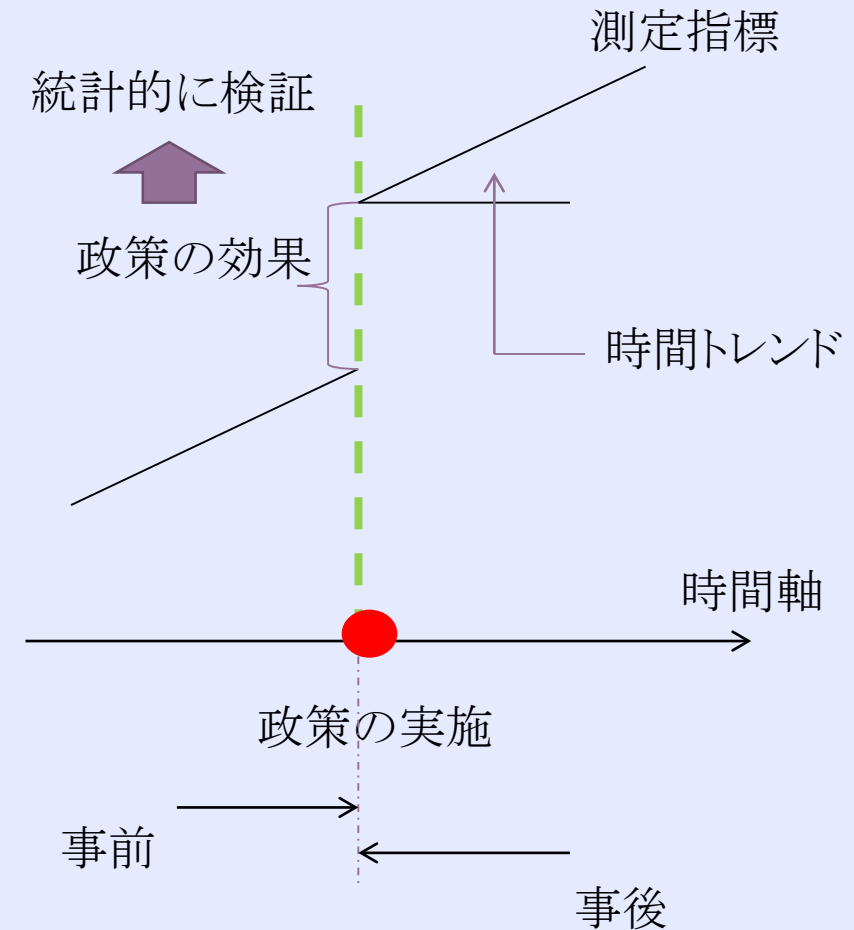 測定指標
統計的に検証
政策の効果
時間トレンド
時間軸
政策の実施
事前
事後